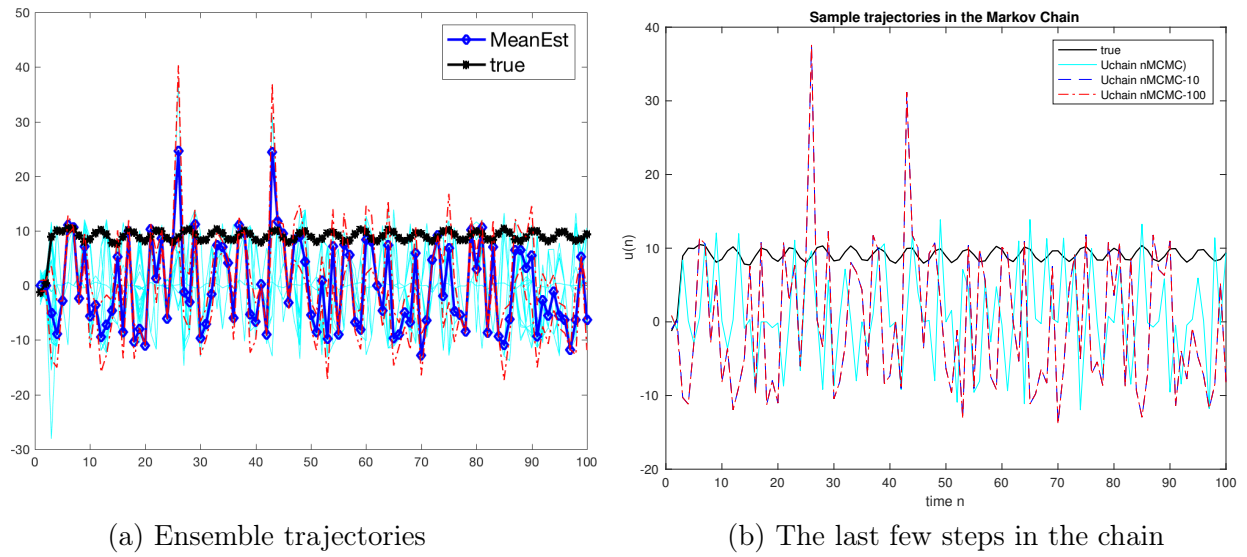 50
40
30
20
10
0
-10
-20
-30
0 10 20 30 40 50 60 70 80 90 100
MeanEst
true
(a) Ensemble trajectories
Sample trajectories in the Markov Chain
true
Uchain nMCMC)
Uchain nMCMC-10
Uchain nMCMC-100
u(n)
40
30
20
10
0
-10
-20
0 10 20 30 40 50 60 70 80 90 100
time n
(b) The last few steps in the chain